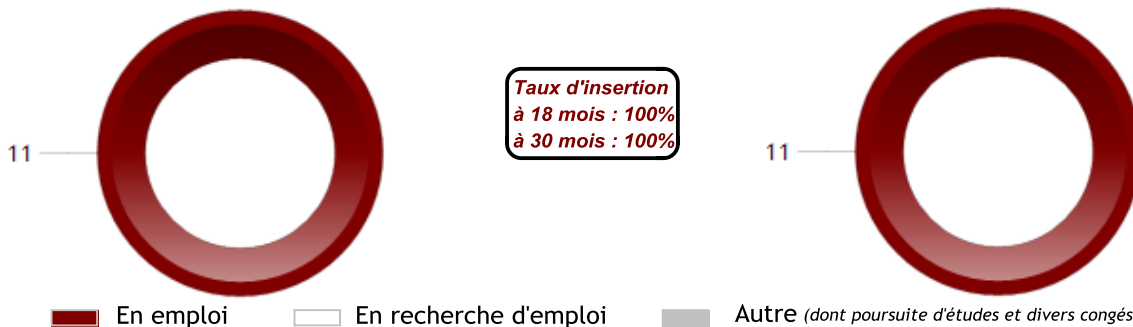 Taux d'insertion
à 18 mois : 100%
à 30 mois : 100%
11
11
En emploi
En recherche d'emploi
Autre (dont poursuite d'études et divers congés